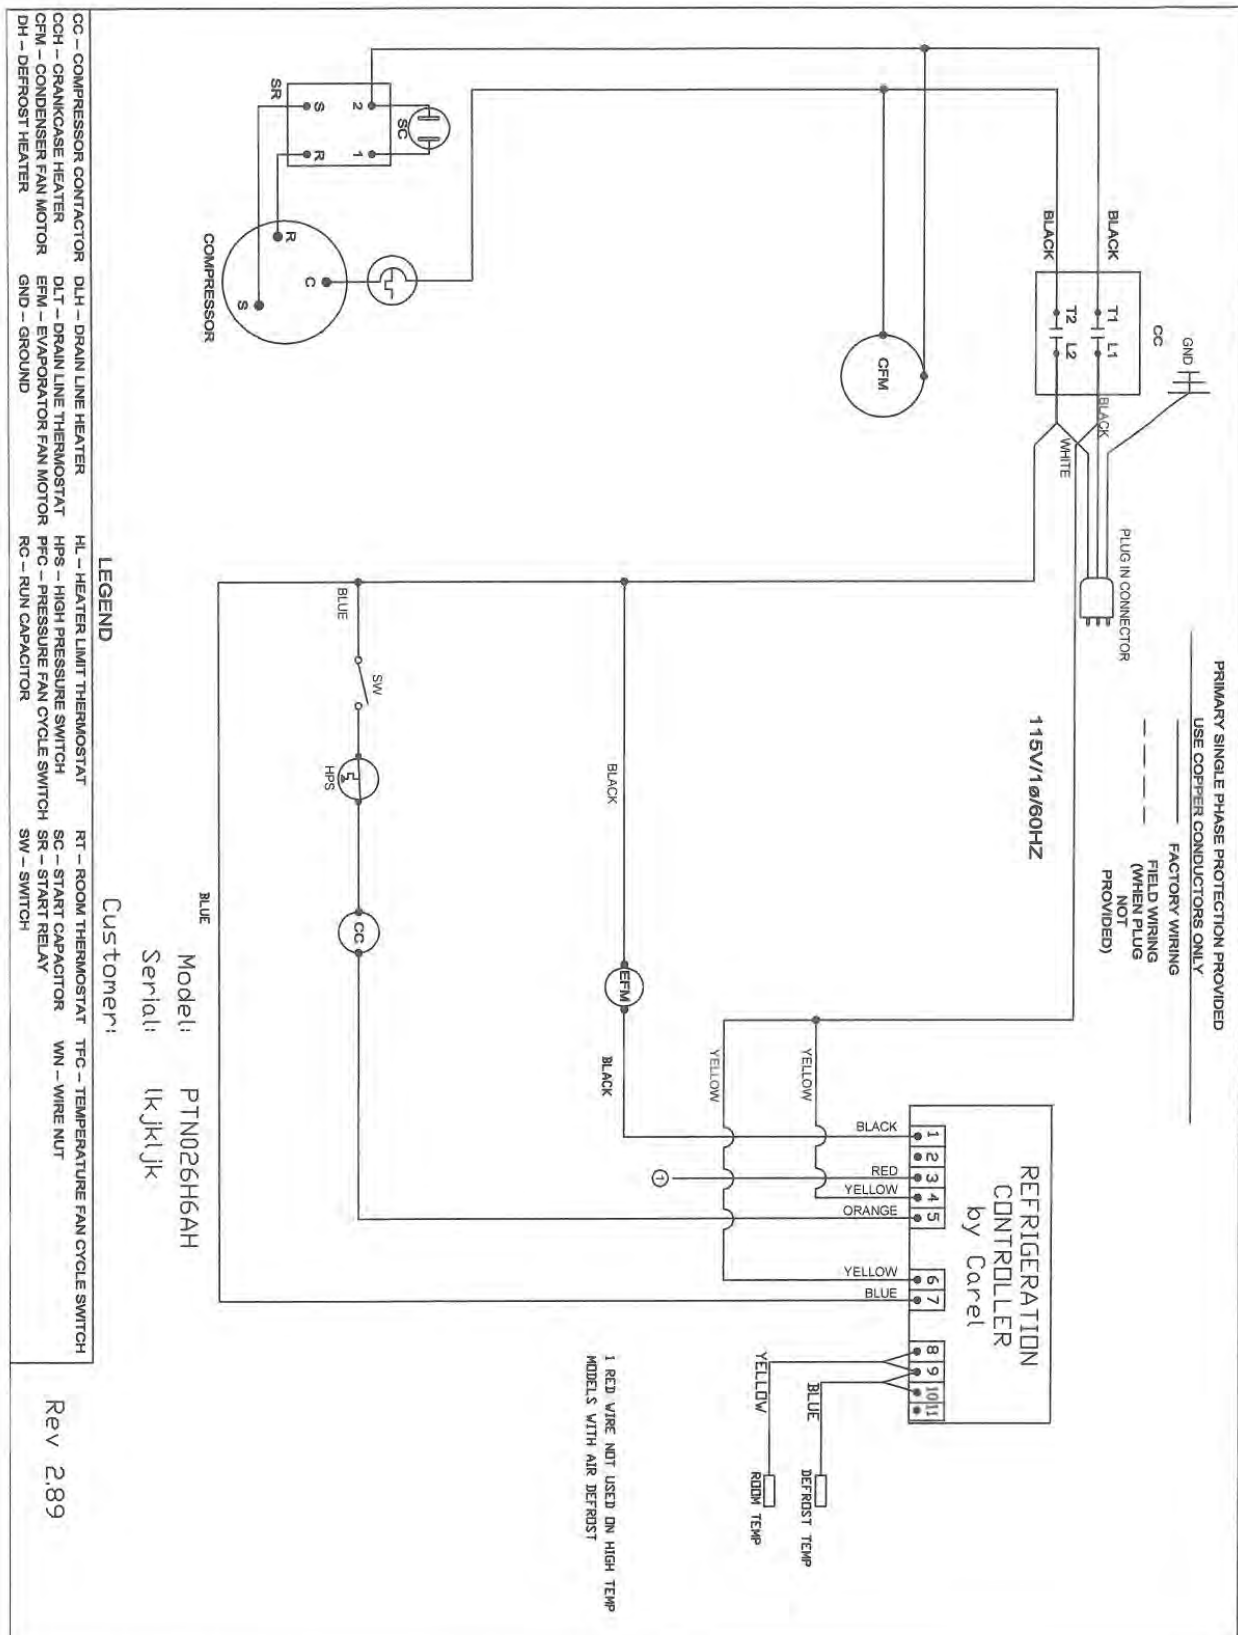 PRIMARY SINGLE PHASE PROTECTION PROVIDED
USE COPPER CONDUCTORS ONLY
FACTORY WIRING
FIELD WIRING
(WHEN PLUG
NOT
PROVIDED)
115V/1ø/60HZ
GND
CC
T1 L1
T2 L2
BLACK
BLACK
BLACK
WHITE
PLUG IN CONNECTOR
CFM
SC
2 1
S R
SR
R
C
S
COMPRESSOR
BLACK
EFM
BLACK
BLUE
SW
HPS
CC
BLUE
YELLOW
YELLOW
REFRIGERATION
CONTROLLER
by Carel
1 2 3 4 5 6 7 8 9 10 11
BLACK
RED
YELLOW
ORANGE
YELLOW
BLUE
1
BLUE
DEFROST TEMP
YELLOW
ROOM TEMP
1 RED WIRE NOT USED ON HIGH TEMP
MODELS WITH AIR DEFROST
Model: PTN026H6AH
Serial: lkjkljk
Customer:
LEGEND
CC – COMPRESSOR CONTACTOR
CCH – CRANKCASE HEATER
CFM – CONDENSER FAN MOTOR
DH – DEFROST HEATER
DLH – DRAIN LINE HEATER
DLT – DRAIN LINE THERMOSTAT
EFM – EVAPORATOR FAN MOTOR
GND – GROUND
HL – HEATER LIMIT THERMOSTAT
HPS – HIGH PRESSURE SWITCH
PFC – PRESSURE FAN CYCLE SWITCH
RC – RUN CAPACITOR
RT – ROOM THERMOSTAT
SC – START CAPACITOR
SR – START RELAY
SW – SWITCH
TFC – TEMPERATURE FAN CYCLE SWITCH
WN – WIRE NUT
Rev 2.89